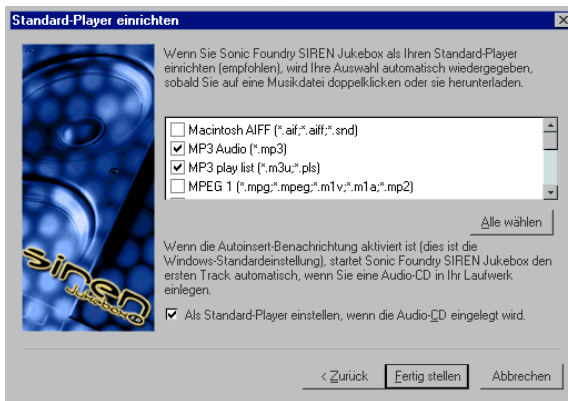 Standard-Player einrichten
Wenn Sie Sonic Foundry SIREN Jukebox als Ihren Standard-Player
einrichten (empfohlen), wird Ihre Auswahl automatisch wiedergegeben,
sobald Sie auf eine Musikdatei doppelklicken oder sie herunterladen.
Macintosh AIFF (*.aif;*.aiff;*.snd)
MP3 Audio (*.mp3)
MP3 play list (*.m3u;*.pls)
MPEG 1 (*.mpg;*.mpeg;*.m1v;*.m1a;*.mp2)
Alle wählen
Wenn die Autoinsert-Benachrichtung aktiviert ist (dies ist die
Windows-Standardeinstellung), startet Sonic Foundry SIREN Jukebox den
ersten Track automatisch, wenn Sie eine Audio-CD in Ihr Laufwerk
einlegen.
Als Standard-Player einstellen, wenn die Audio-CD eingelegt wird.
siren
jukebox
< Zurück
Fertig stellen
Abbrechen